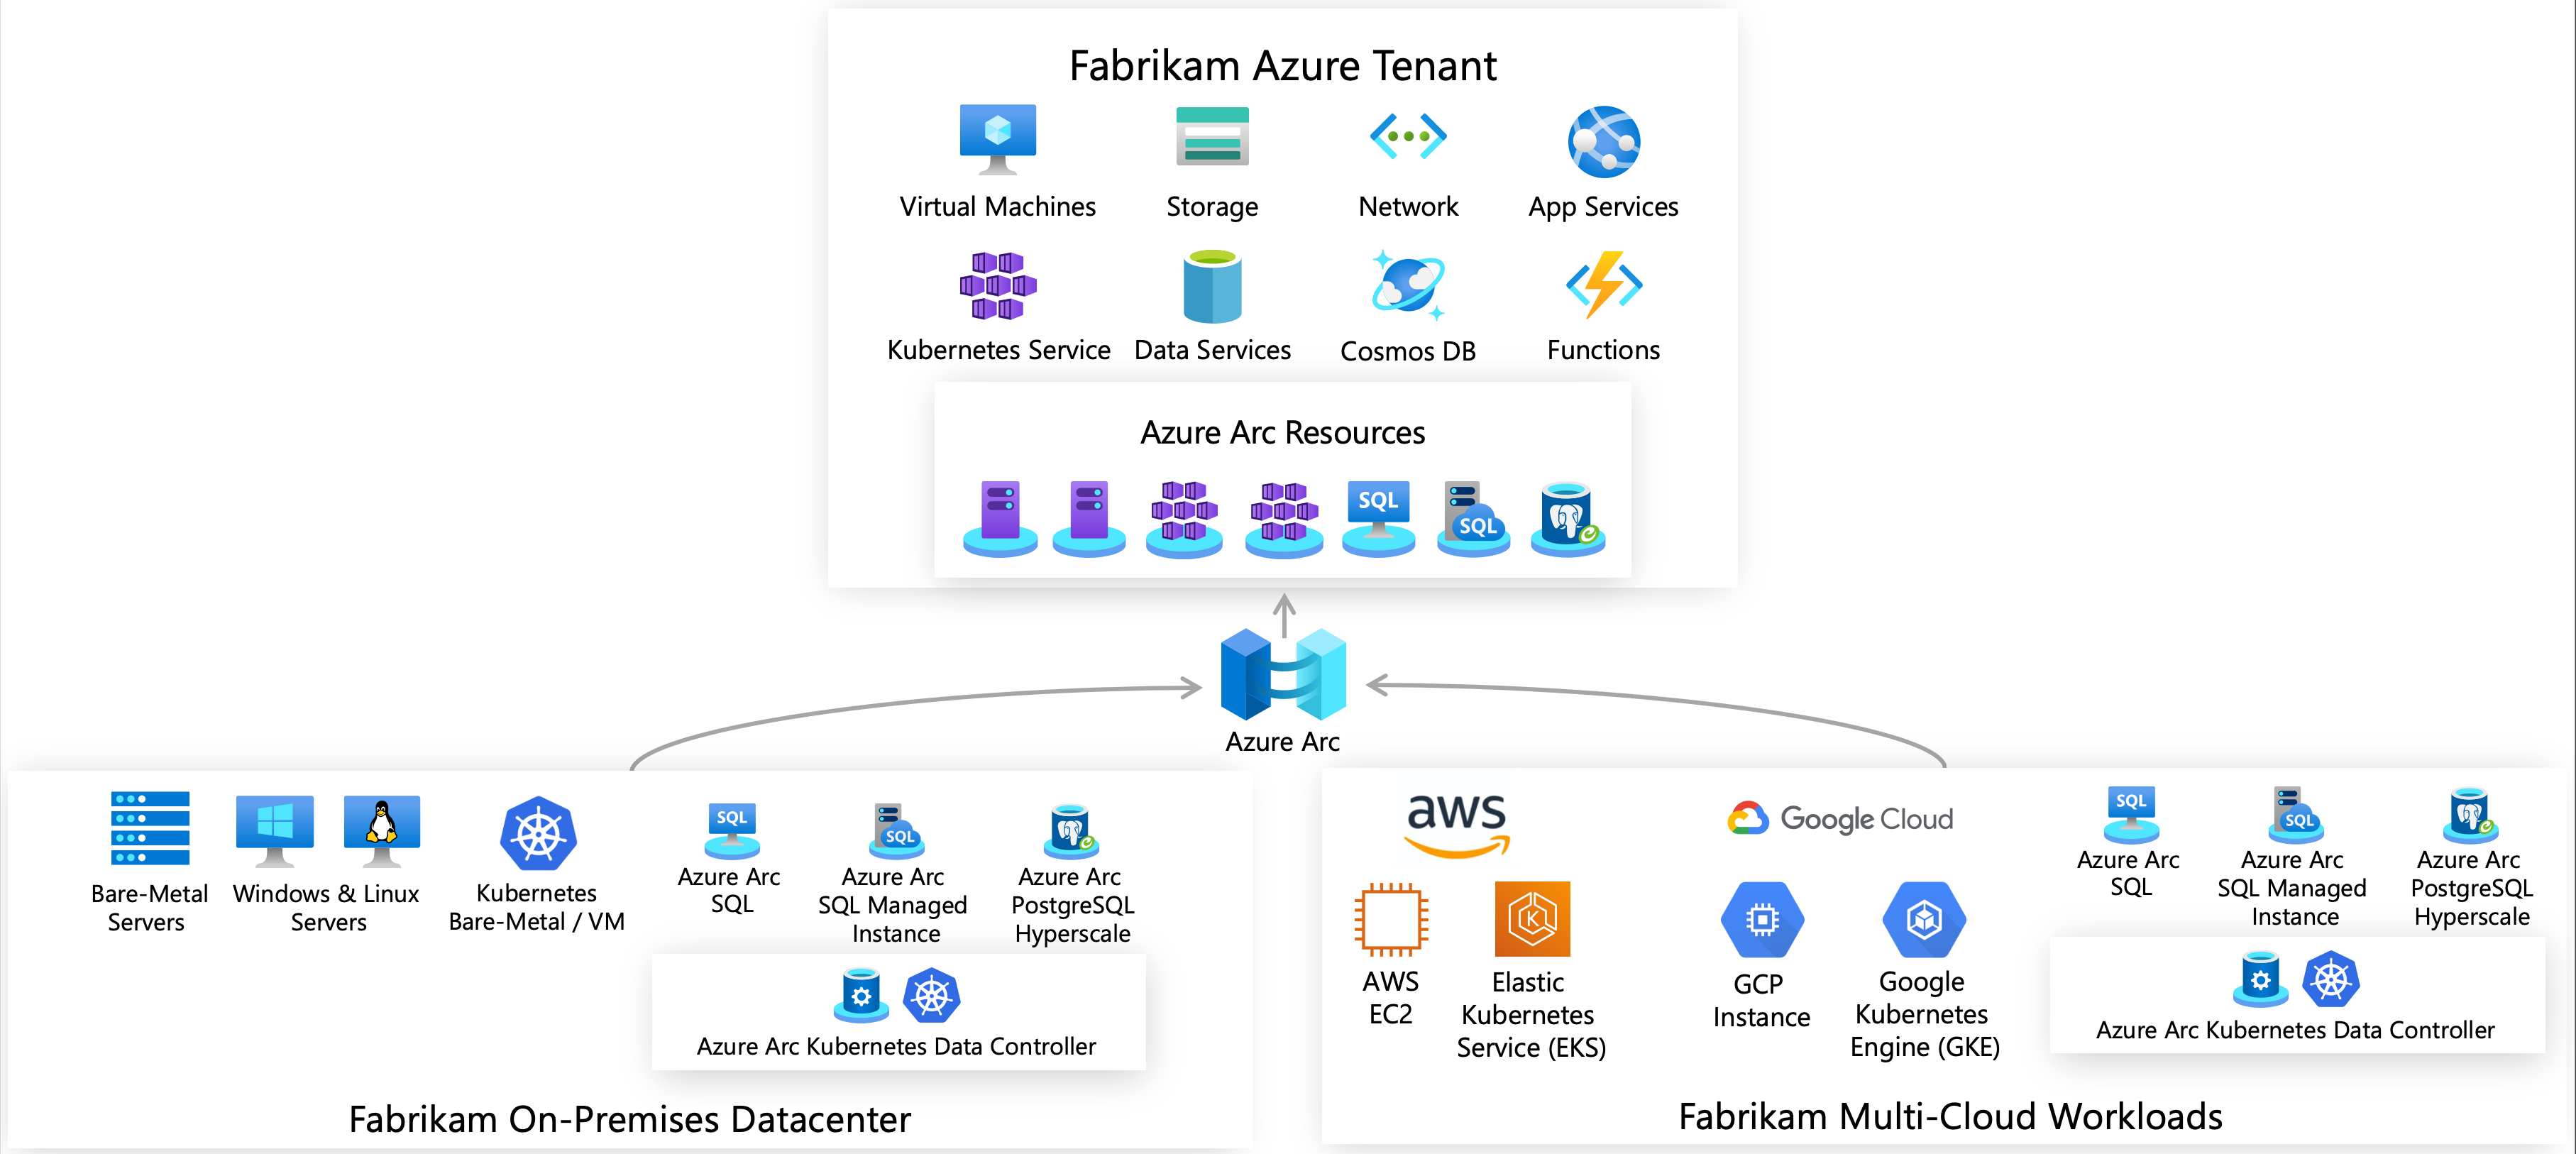 Fabrikam Azure Tenant
Virtual Machines
Storage
Network
App Services
Kubernetes Service
Data Services
Cosmos DB
Functions
Azure Arc Resources
SQL
SQL
Azure Arc
Bare-Metal
Servers
Windows & Linux
Servers
Kubernetes
Bare-Metal / VM
SQL
Azure Arc
SQL
SQL
Azure Arc
SQL Managed
Instance
Azure Arc
PostgreSQL
Hyperscale
Azure Arc Kubernetes Data Controller
Fabrikam On-Premises Datacenter
aws
Google Cloud
AWS
EC2
K
Elastic
Kubernetes
Service (EKS)
GCP
Instance
Google
Kubernetes
Engine (GKE)
SQL
Azure Arc
SQL
SQL
Azure Arc
SQL Managed
Instance
Azure Arc
PostgreSQL
Hyperscale
Azure Arc Kubernetes Data Controller
Fabrikam Multi-Cloud Workloads